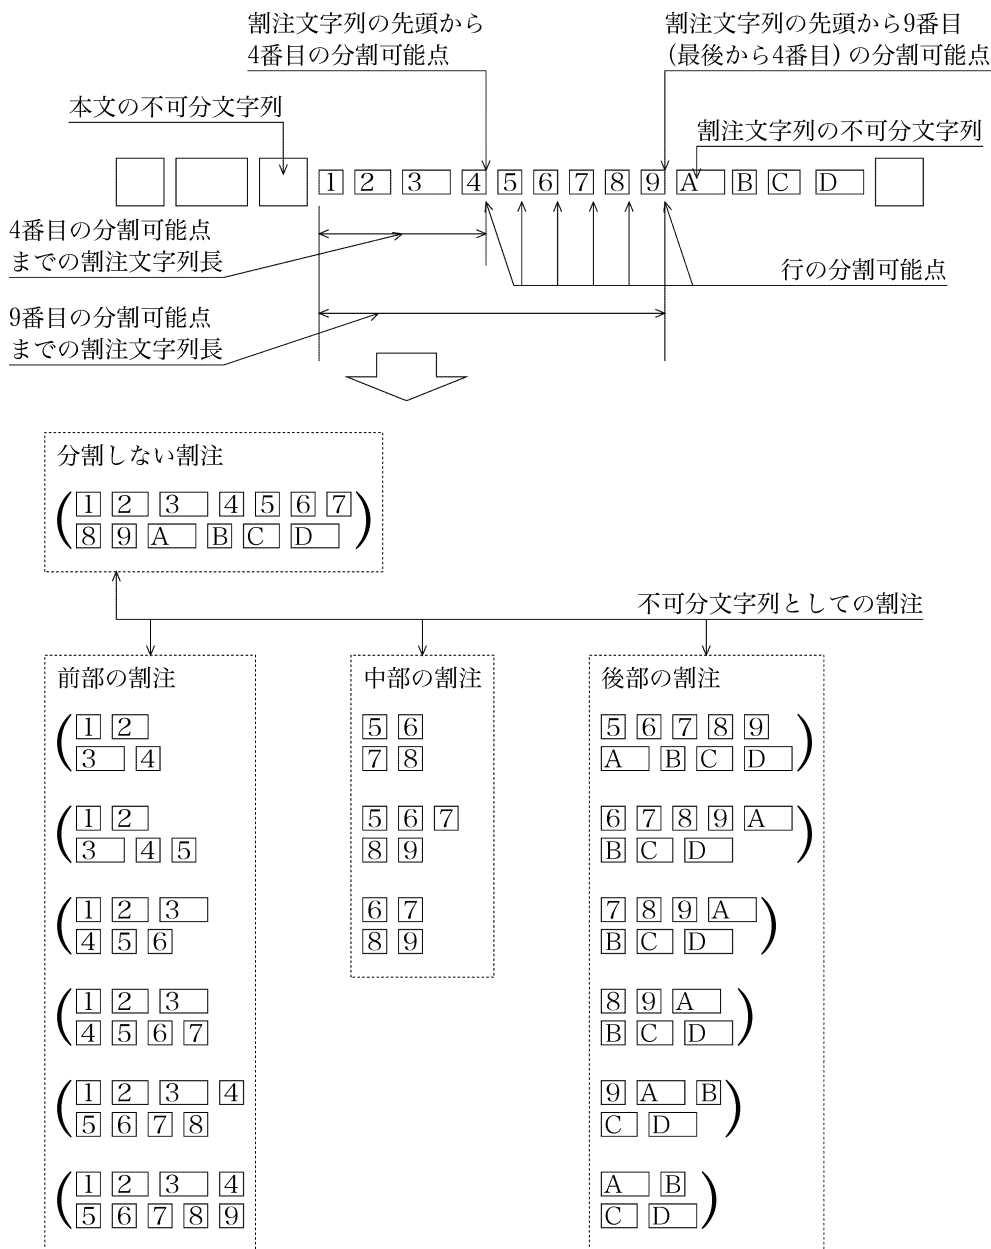 割注文字列の先頭から
4番目の分割可能点
割注文字列の先頭から9番目
(最後から4番目) の分割可能点
本文の不可分文字列
割注文字列の不可分文字列
1 2 3 4 5 6 7 8 9 A B C D
4番目の分割可能点
までの割注文字列長
行の分割可能点
9番目の分割可能点
までの割注文字列長
分割しない割注
(1 2 3 4 5 6 7
8 9 A B C D)
不可分文字列としての割注
前部の割注
(1 2
3 4
(1 2
3 4 5
(1 2 3
4 5 6
(1 2 3
4 5 6 7
(1 2 3 4
5 6 7 8
(1 2 3 4
5 6 7 8 9
中部の割注
5 6
7 8
5 6 7
8 9
6 7
8 9
後部の割注
5 6 7 8 9
A B C D)
6 7 8 9 A
B C D)
7 8 9 A
B C D)
8 9 A
B C D)
9 A B
C D)
A B
C D)